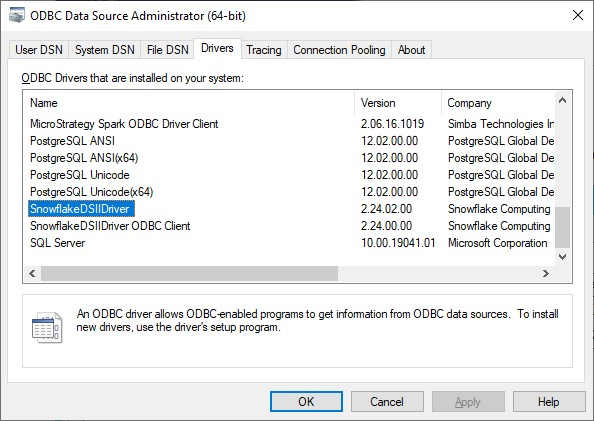 ODBC Data Source Administrator (64-bit)
User DSN System DSN File DSN Drivers Tracing Connection Pooling About
ODBC Drivers that are installed on your system:
Name Version Company
MicroStrategy Spark ODBC Driver Client 2.06.16.1019 Simba Technologies In
PostgreSQL ANSI 12.02.00.00 PostgreSQL Global De
PostgreSQL ANSI(x64) 12.02.00.00 PostgreSQL Global De
PostgreSQL Unicode 12.02.00.00 PostgreSQL Global De
PostgreSQL Unicode(x64) 12.02.00.00 PostgreSQL Global De
SnowflakeDSIIDriver 2.24.02.00 Snowflake Computing
SnowflakeDSIIDriver ODBC Client 2.24.00.00 Snowflake Computing
SQL Server 10.00.19041.01 Microsoft Corporation
An ODBC driver allows ODBC-enabled programs to get information from ODBC data sources. To install
new drivers, use the driver's setup program.
OK Cancel Apply Help